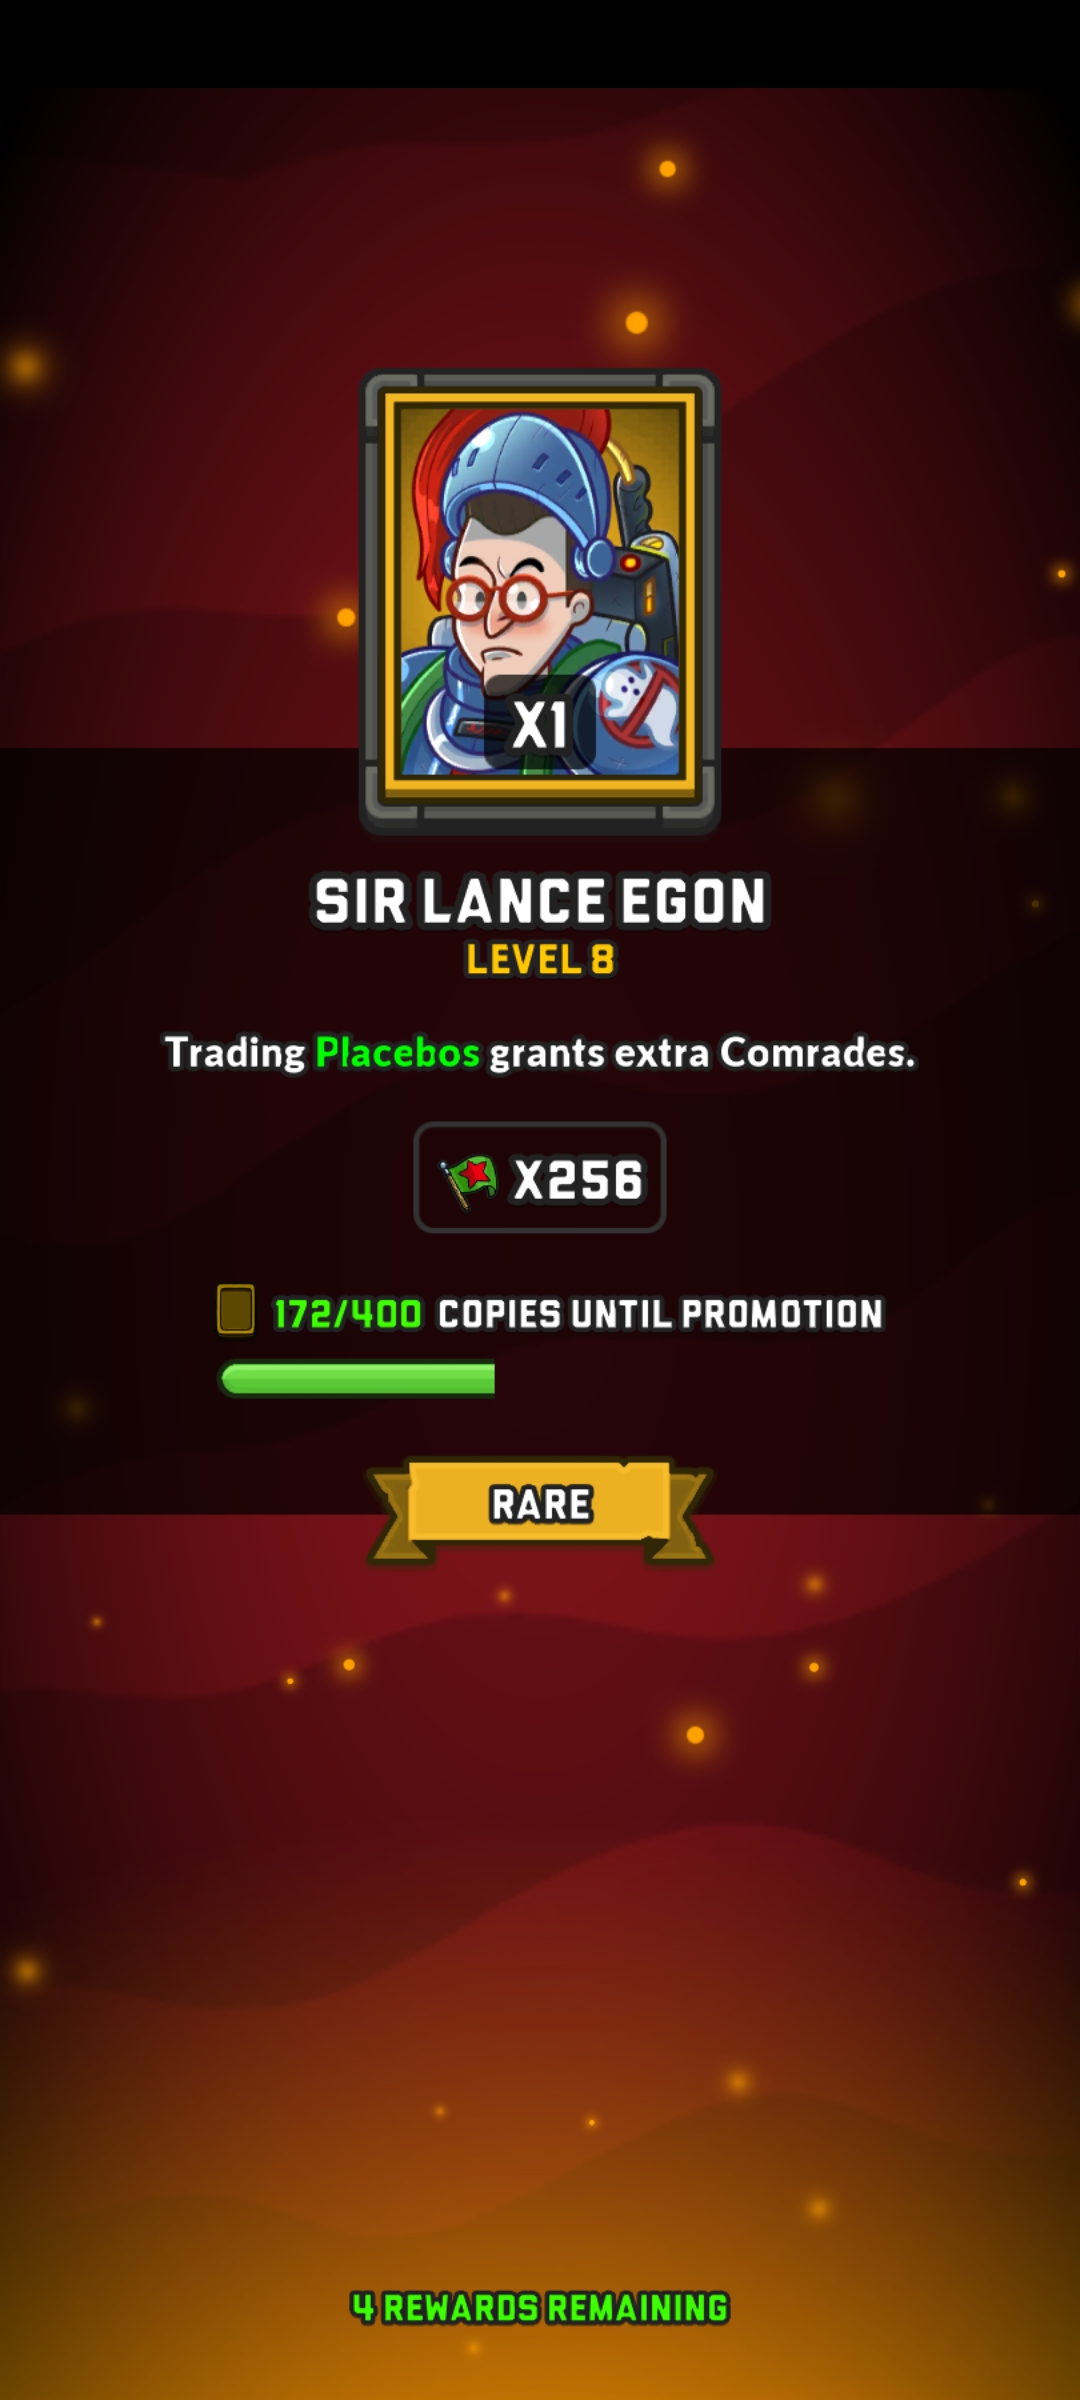 X1
SIR LANCE EGON
LEVEL 8
Trading Placebos grants extra Comrades.
X256
172/400 COPIES UNTIL PROMOTION
RARE
4 REWARDS REMAINING